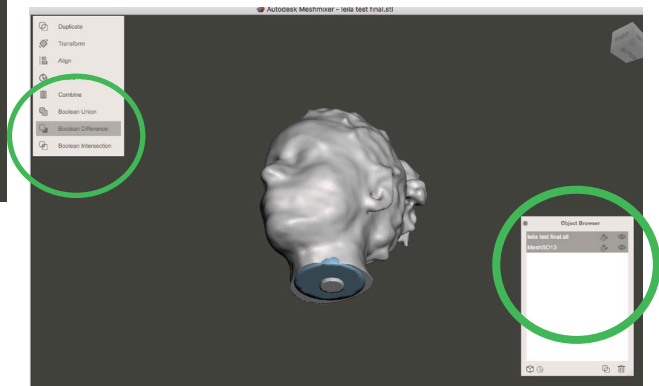 Autodesk Meshmixer - leila test final.stl
Duplicate
Transform
Align
Combine
Boolean Union
Boolean Difference
Boolean Intersection
FRONT
Object Browser
leila test final.stl